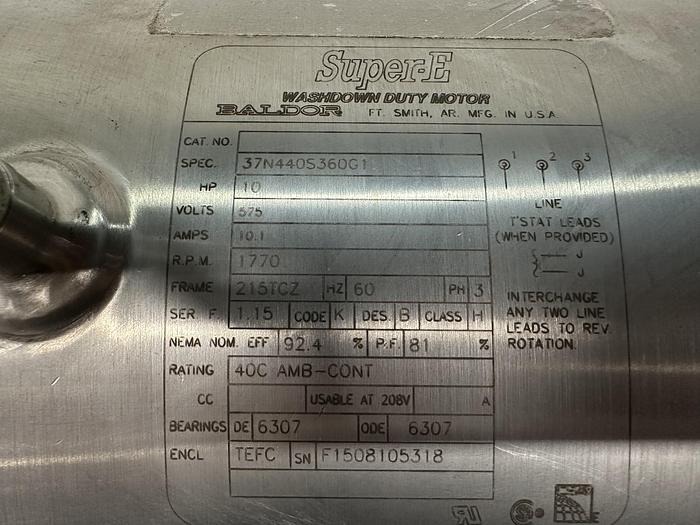 Super-E
WASHDOWN DUTY MOTOR
BALDOR FT. SMITH, AR. MFG. IN U.S.A.
CAT. NO.
SPEC. 37N440S360G1
HP 10
VOLTS 575
AMPS 10.1
R.P.M. 1770
FRAME 215TCZ HZ 60 PH 3
SER F. 1.15 CODE K DES. B CLASS H
NEMA NOM. EFF 92.4 % P.F. 81 %
RATING 40C AMB-CONT
CC USABLE AT 208V A
BEARINGS DE 6307 ODE 6307
ENCL TEFC SN F1508105318
1 2 3
LINE
T'STAT LEADS
(WHEN PROVIDED)
J
J
INTERCHANGE
ANY TWO LINE
LEADS TO REV.
ROTATION.